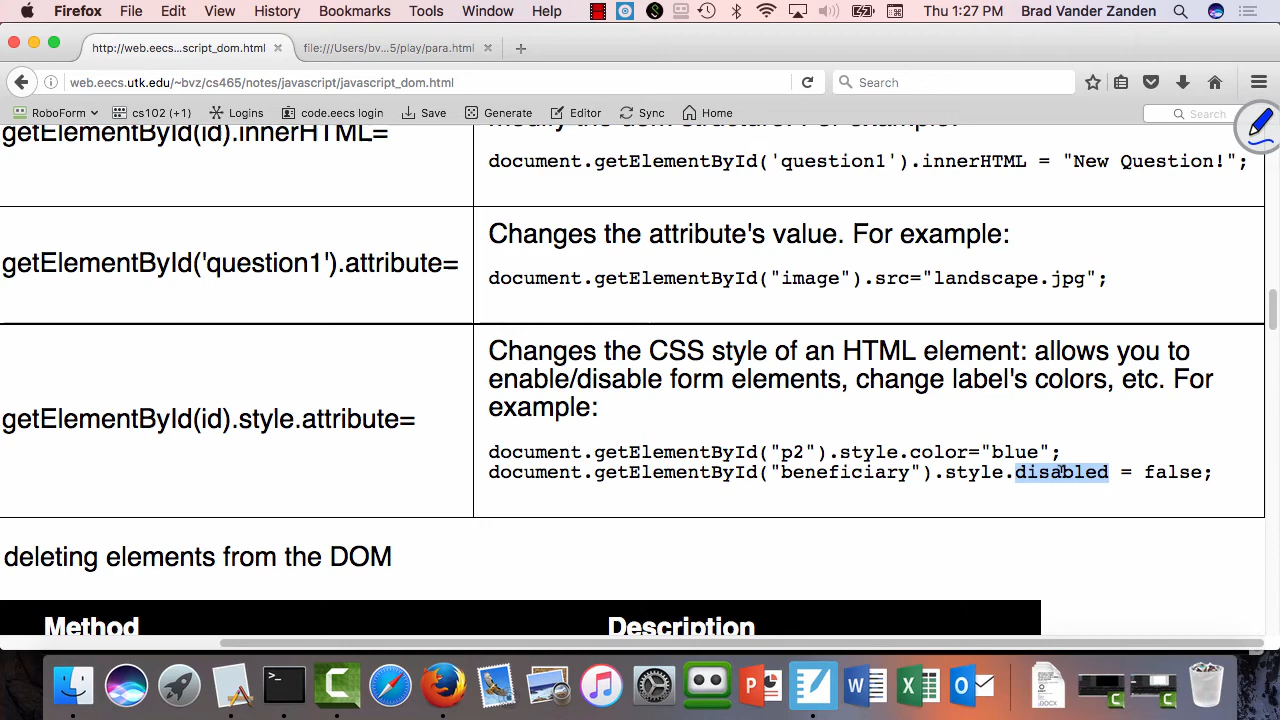 Firefox File Edit View History Bookmarks Tools Window Help Thu 1:27 PM Brad Vander Zanden
http://web.eecs...script_dom.html file:///Users/bv...5/play/para.html
web.eecs.utk.edu/~bvz/cs465/notes/javascript/javascript_dom.html Search
RoboForm cs102 (+1) Logins code.eecs login Save Generate Editor Sync Home Search
getElementById(id).innerHTML=
modify the dom structure. For example:
document.getElementById('question1').innerHTML = "New Question!";
getElementById('question1').attribute=
Changes the attribute's value. For example:
document.getElementById("image").src="landscape.jpg";
getElementById(id).style.attribute=
Changes the CSS style of an HTML element: allows you to
enable/disable form elements, change label's colors, etc. For
example:
document.getElementById("p2").style.color="blue";
document.getElementById("beneficiary").style.disabled = false;
deleting elements from the DOM
Method Description